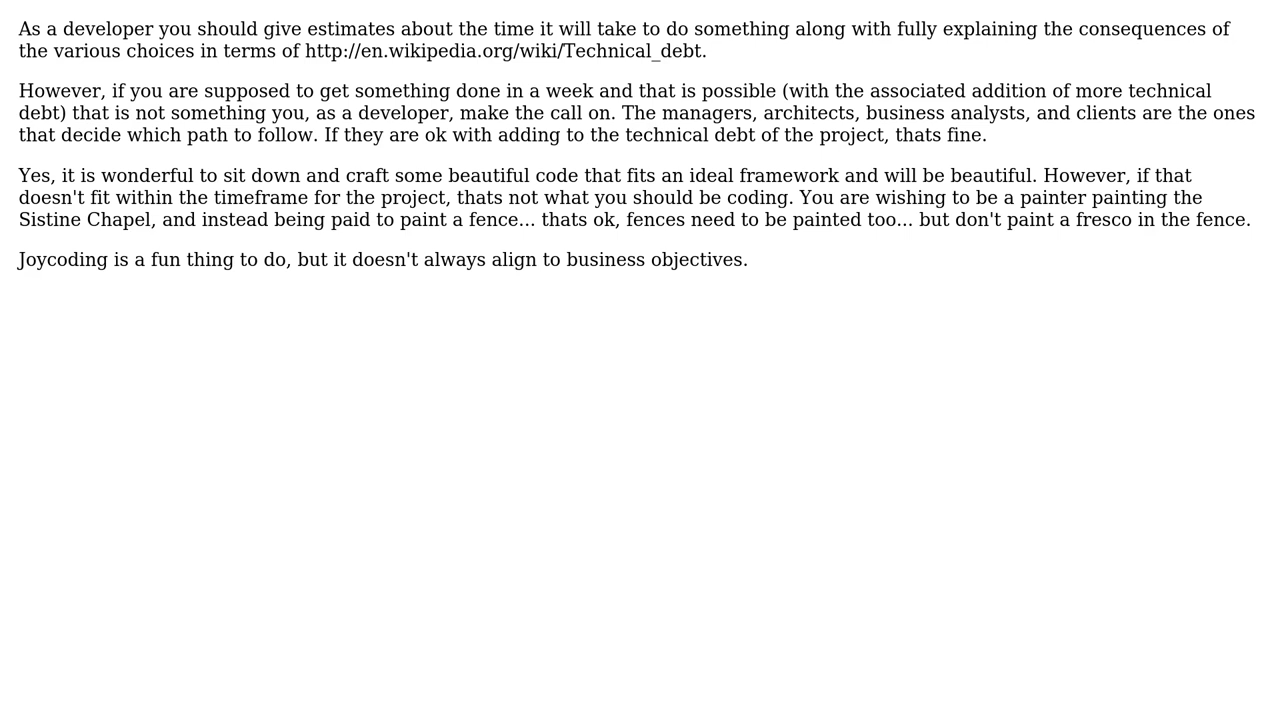 As a developer you should give estimates about the time it will take to do something along with fully explaining the consequences of
the various choices in terms of http://en.wikipedia.org/wiki/Technical_debt.
However, if you are supposed to get something done in a week and that is possible (with the associated addition of more technical
debt) that is not something you, as a developer, make the call on. The managers, architects, business analysts, and clients are the ones
that decide which path to follow. If they are ok with adding to the technical debt of the project, thats fine.
Yes, it is wonderful to sit down and craft some beautiful code that fits an ideal framework and will be beautiful. However, if that
doesn't fit within the timeframe for the project, thats not what you should be coding. You are wishing to be a painter painting the
Sistine Chapel, and instead being paid to paint a fence... thats ok, fences need to be painted too... but don't paint a fresco in the fence.
Joycoding is a fun thing to do, but it doesn't always align to business objectives.